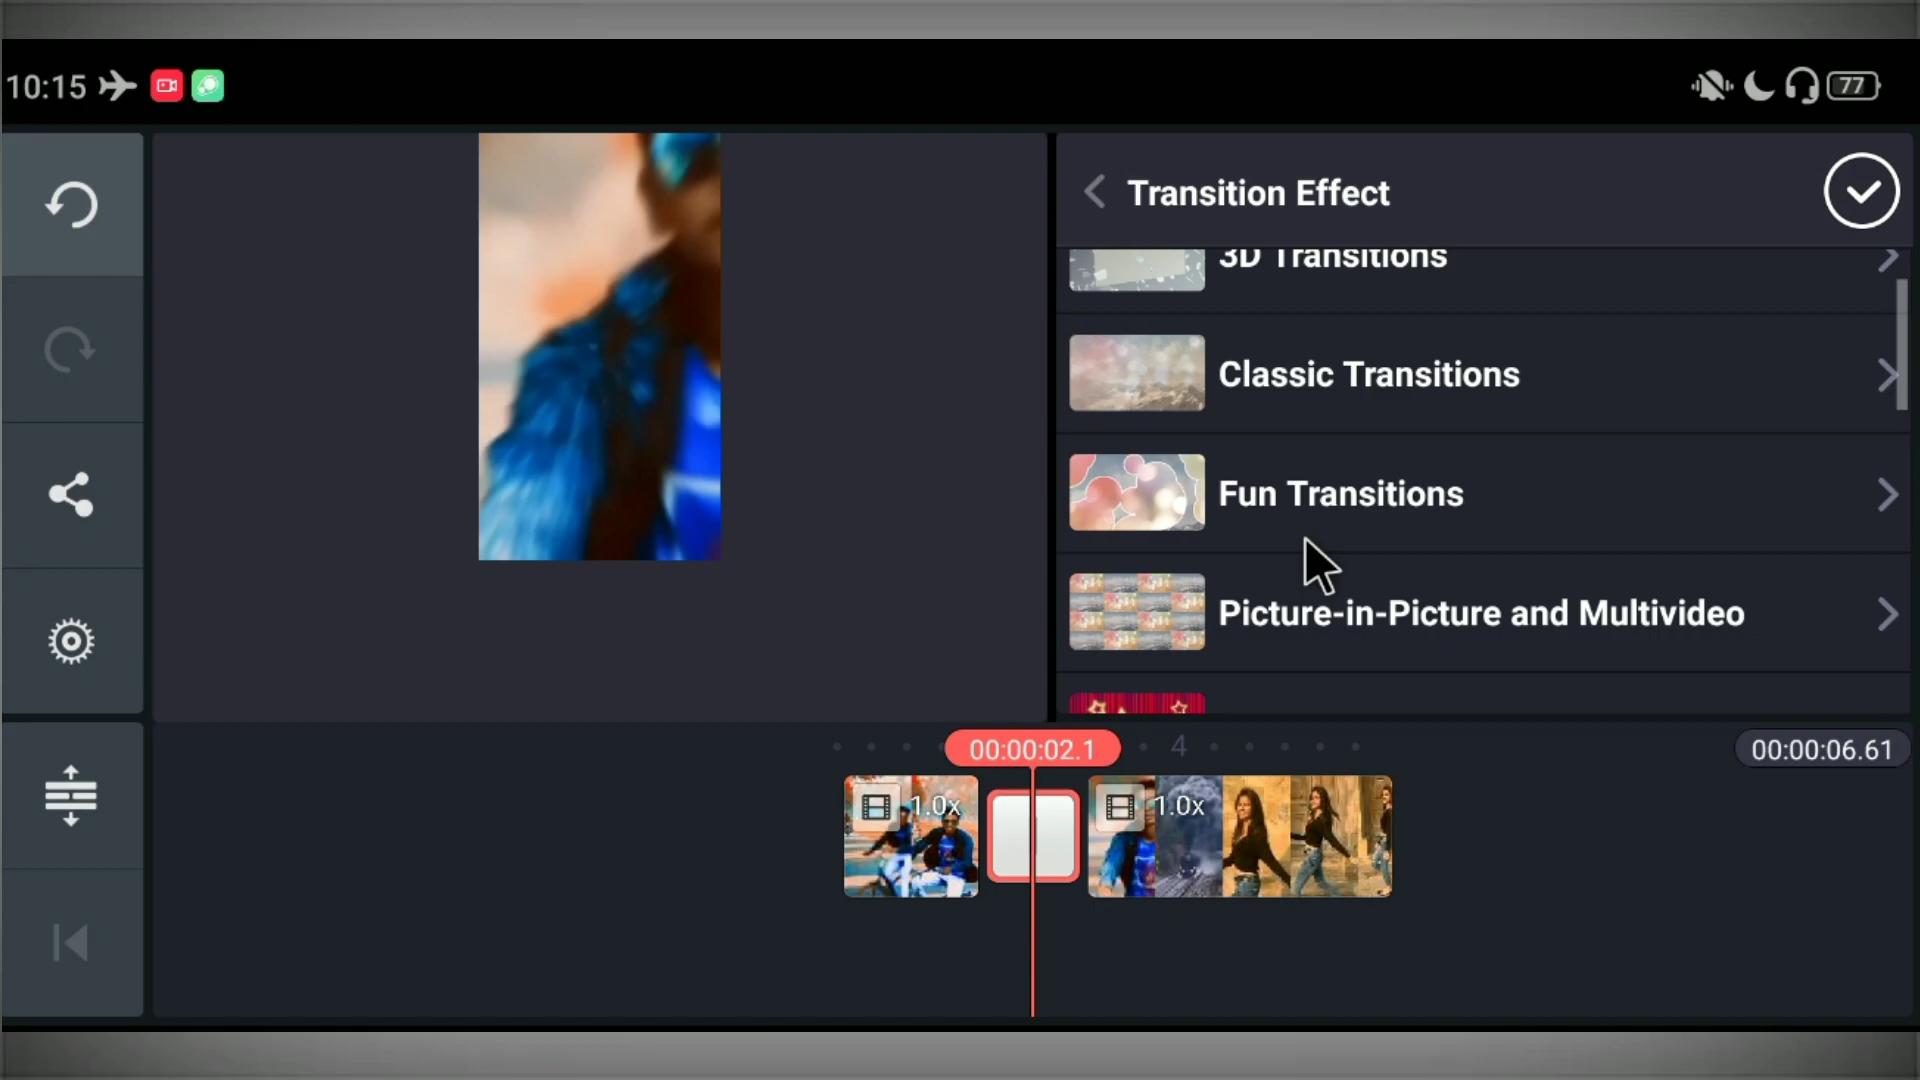 10:15
77
Transition Effect
3D Transitions
Classic Transitions
Fun Transitions
Picture-in-Picture and Multivideo
00:00:02.1
4
00:00:06.61
1.0x
1.0x